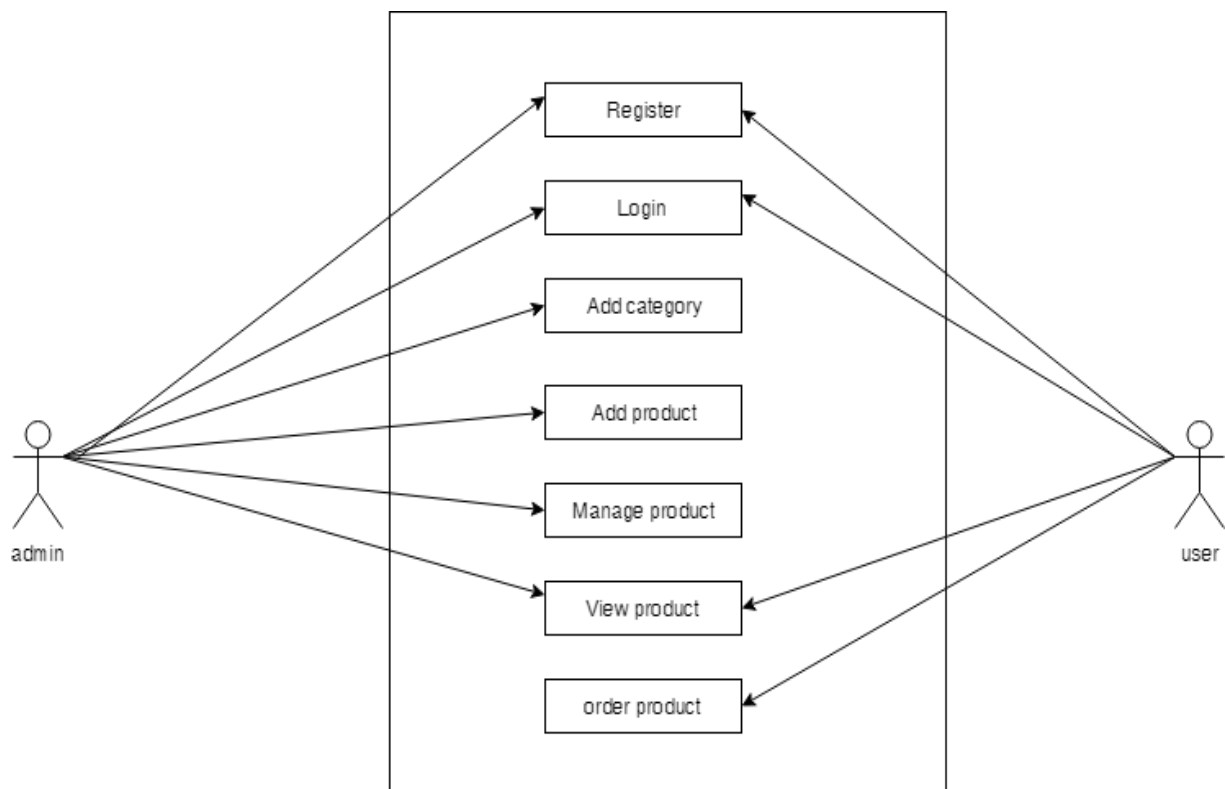 Register
Login
Add category
Add product
Manage product
admin
user
View product
order product